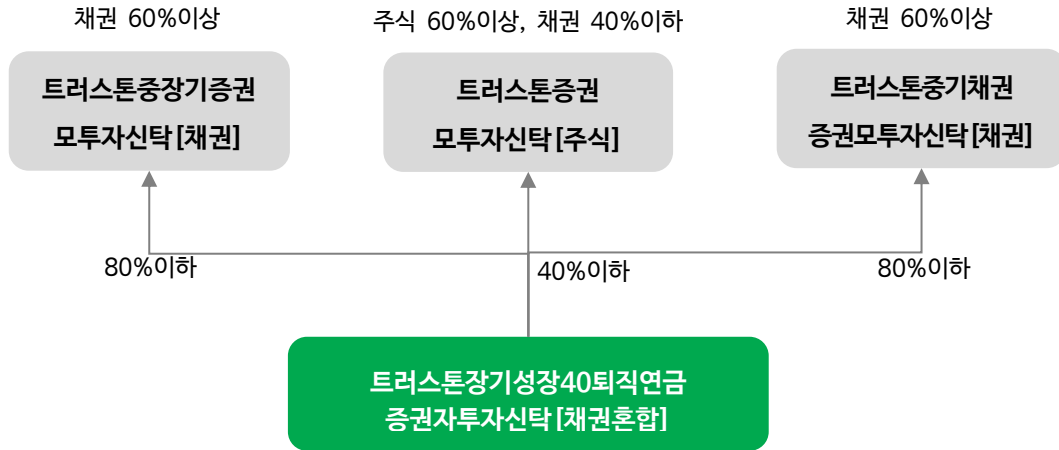 채권 60%이상
주식 60%이상, 채권 40%이하
채권 60%이상
트러스톤중장기증권
모투자신탁[채권]
트러스톤증권
모투자신탁[주식]
트러스톤중기채권
증권모투자신탁[채권]
80%이하
40%이하
80%이하
트러스톤장기성장40퇴직연금
증권자투자신탁[채권혼합]